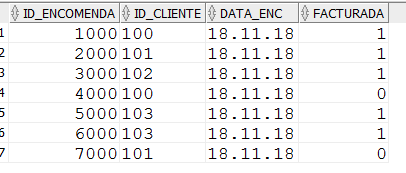 ID_ENCOMENDA ID_CLIENTE DATA_ENC FACTURADA
1 1000 100 18.11.18 1
2 2000 101 18.11.18 1
3 3000 102 18.11.18 1
4 4000 100 18.11.18 0
5 5000 103 18.11.18 1
6 6000 103 18.11.18 1
7 7000 101 18.11.18 0